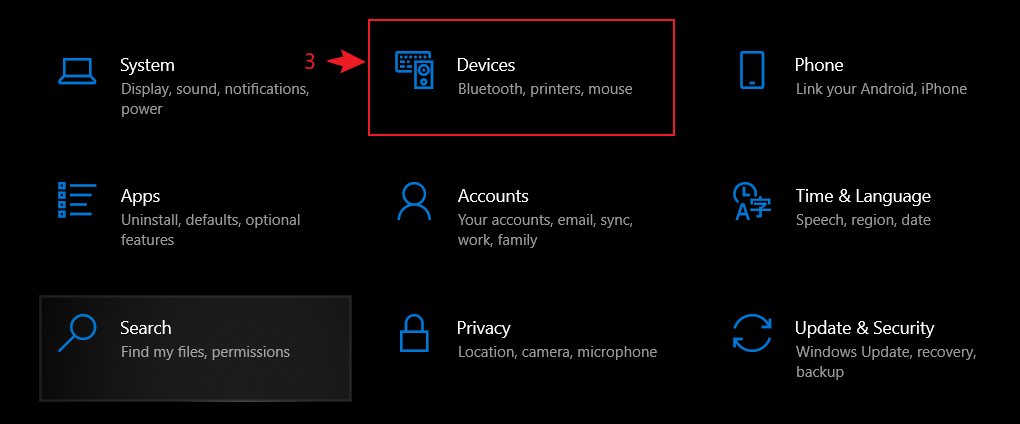 System
Display, sound, notifications,
power
3
Devices
Bluetooth, printers, mouse
Phone
Link your Android, iPhone
Apps
Uninstall, defaults, optional
features
Accounts
Your accounts, email, sync,
work, family
Time & Language
Speech, region, date
Search
Find my files, permissions
Privacy
Location, camera, microphone
Update & Security
Windows Update, recovery,
backup